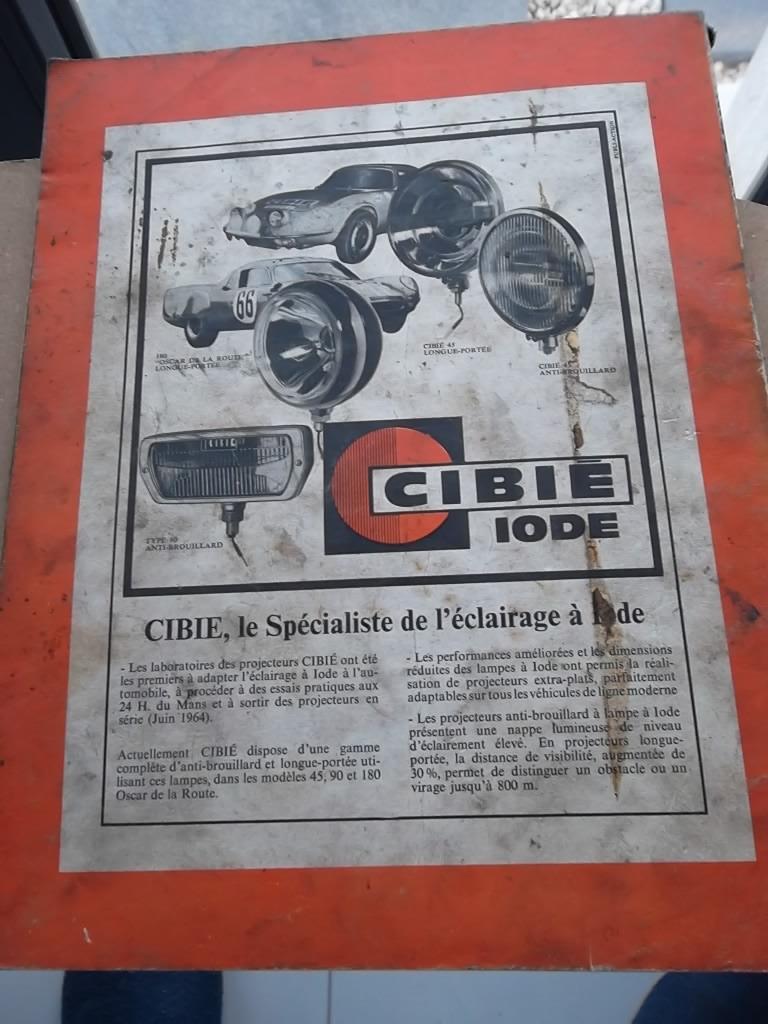 PUBLI-ACTION
66
180
"OSCAR DE LA ROUTE"
LONGUE-PORTÉE
CIBIÉ 45
LONGUE-PORTÉE
CIBIÉ 45
ANTI-BROUILLARD
TYPE 90
ANTI-BROUILLARD
CIBIÉ
IODE
CIBIE, le Spécialiste de l'éclairage à Iode
- Les laboratoires des projecteurs CIBIÉ ont été
les premiers à adapter l'éclairage à Iode à l'au-
tomobile, à procéder à des essais pratiques aux
24 H. du Mans et à sortir des projecteurs en
série (Juin 1964).
Actuellement CIBIÉ dispose d'une gamme
complète d'anti-brouillard et longue-portée uti-
lisant ces lampes, dans les modèles 45, 90 et 180
Oscar de la Route.
- Les performances améliorées et les dimensions
réduites des lampes à Iode ont permis la réali-
sation de projecteurs extra-plats, parfaitement
adaptables sur tous les véhicules de ligne moderne
- Les projecteurs anti-brouillard à lampe à Iode
présentent une nappe lumineuse de niveau
d'éclairement élevé. En projecteurs longue-
portée, la distance de visibilité, augmentée de
30 %, permet de distinguer un obstacle ou un
virage jusqu'à 800 m.